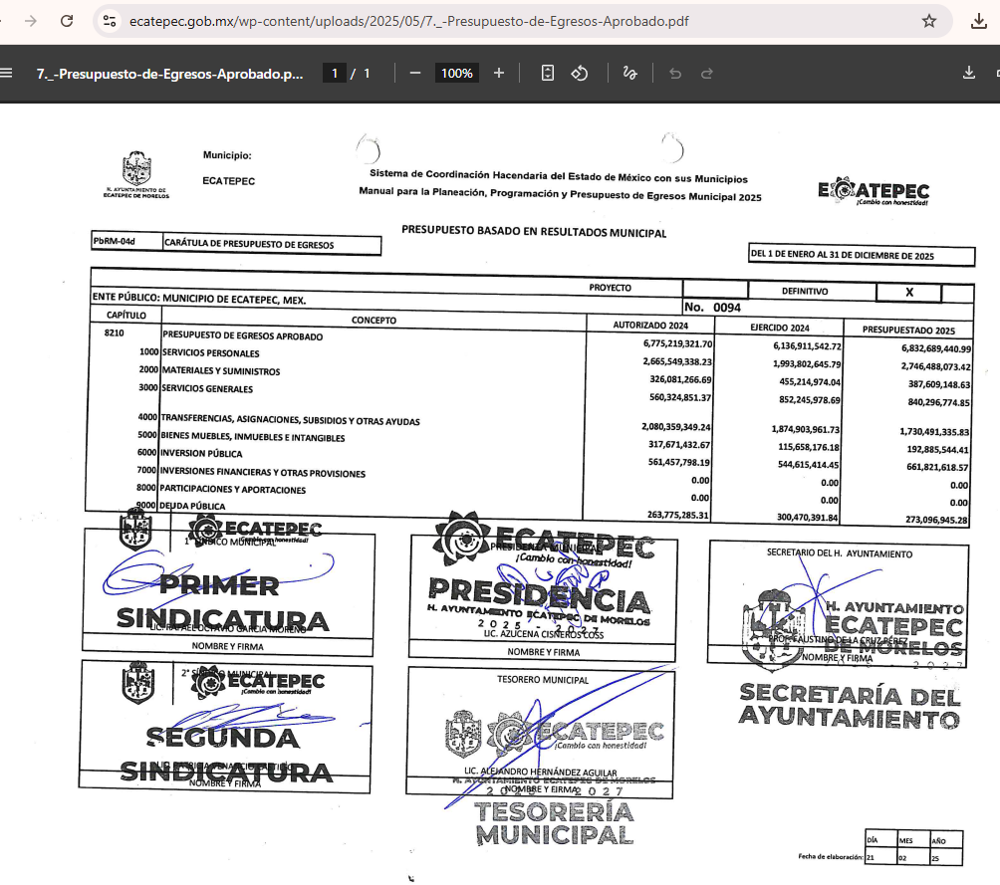 ecatepec.gob.mx/wp-content/uploads/2025/05/7._-Presupuesto-de-Egresos-Aprobado.pdf
7._-Presupuesto-de-Egresos-Aprobado.p... 1 / 1 100%
Municipio:
ECATEPEC
H. AYUNTAMIENTO DE
ECATEPEC DE MORELOS
Sistema de Coordinación Hacendaria del Estado de México con sus Municipios
Manual para la Planeación, Programación y Presupuesto de Egresos Municipal 2025
ECATEPEC
¡Cambio con honestidad!
PRESUPUESTO BASADO EN RESULTADOS MUNICIPAL
PbRM-04d CARÁTULA DE PRESUPUESTO DE EGRESOS
DEL 1 DE ENERO AL 31 DE DICIEMBRE DE 2025
PROYECTO DEFINITIVO X
ENTE PÚBLICO: MUNICIPIO DE ECATEPEC, MEX. No. 0094
CAPÍTULO CONCEPTO AUTORIZADO 2024 EJERCIDO 2024 PRESUPUESTADO 2025
8210 PRESUPUESTO DE EGRESOS APROBADO 6,775,219,321.70 6,136,911,542.72 6,832,689,440.99
1000 SERVICIOS PERSONALES 2,665,549,338.23 1,993,802,645.79 2,746,488,073.42
2000 MATERIALES Y SUMINISTROS 326,081,266.69 455,214,974.04 387,609,148.63
3000 SERVICIOS GENERALES 560,324,851.37 852,245,978.69 840,296,774.85
4000 TRANSFERENCIAS, ASIGNACIONES, SUBSIDIOS Y OTRAS AYUDAS 2,080,359,349.24 1,874,903,961.73 1,730,491,335.83
5000 BIENES MUEBLES, INMUEBLES E INTANGIBLES 317,671,432.67 115,658,176.18 192,885,544.41
6000 INVERSION PÚBLICA 561,457,798.19 544,615,414.45 661,821,618.57
7000 INVERSIONES FINANCIERAS Y OTRAS PROVISIONES 0.00 0.00 0.00
8000 PARTICIPACIONES Y APORTACIONES 0.00 0.00 0.00
9000 DEUDA PÚBLICA 263,775,285.31 300,470,391.84 273,096,945.28
ECATEPEC
¡Cambio con honestidad!
1° SÍNDICO MUNICIPAL
PRIMER
SINDICATURA
LIC. RAFAEL OCTAVIO GARCÍA MORENO
NOMBRE Y FIRMA
ECATEPEC
PRESIDENTA MUNICIPAL
¡Cambio con honestidad!
PRESIDENCIA
H. AYUNTAMIENTO ECATEPEC DE MORELOS
2025 - 2027
LIC. AZUCENA CISNEROS COSS
NOMBRE Y FIRMA
SECRETARIO DEL H. AYUNTAMIENTO
H. AYUNTAMIENTO
ECATEPEC
PROF. FAUSTINO DE LA CRUZ PÉREZ
DE MORELOS
NOMBRE Y FIRMA
2027
SECRETARÍA DEL
AYUNTAMIENTO
2° SÍNDICO MUNICIPAL
ECATEPEC
¡Cambio con honestidad!
SEGUNDA
SINDICATURA
NOMBRE Y FIRMA
TESORERO MUNICIPAL
ECATEPEC
¡Cambio con honestidad!
LIC. ALEJANDRO HERNÁNDEZ AGUILAR
H. AYUNTAMIENTO ECATEPEC DE MORELOS
NOMBRE Y FIRMA
2025 - 2027
TESORERÍA
MUNICIPAL
DÍA MES AÑO
Fecha de elaboración: 21 02 25